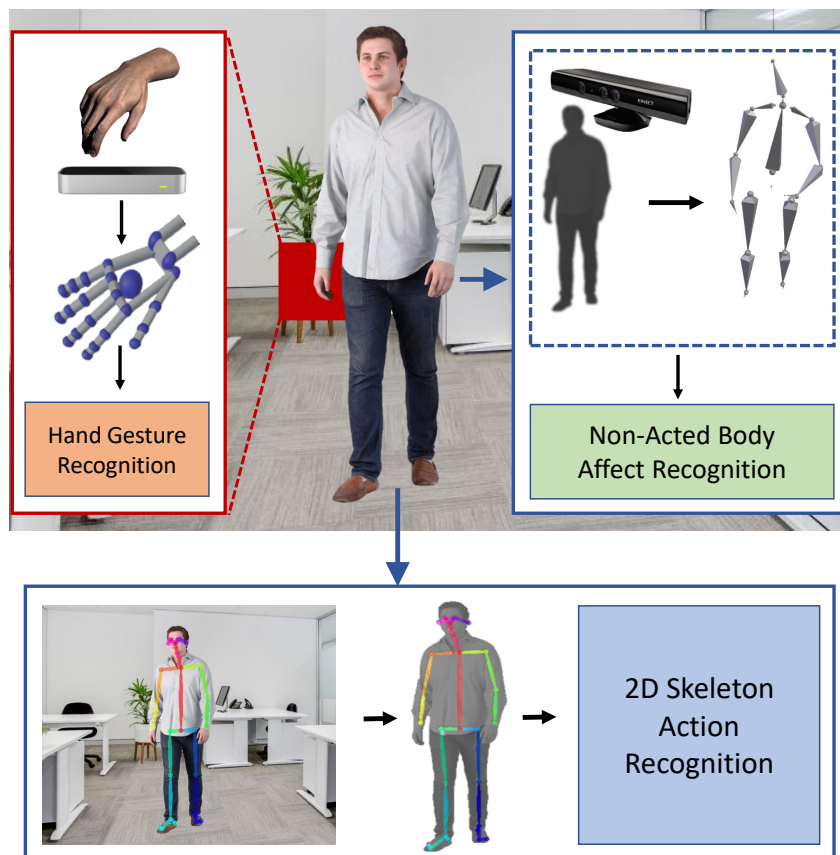 KINECT
Hand Gesture
Recognition
Non-Acted Body
Affect Recognition
2D Skeleton
Action
Recognition